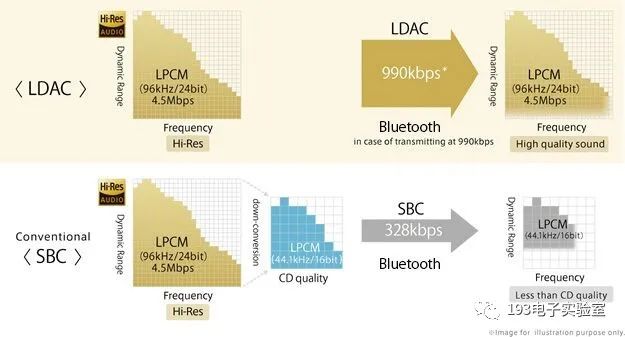 Hi-Res
AUDIO
Dynamic Range
LPCM
(96kHz/24bit)
4.5Mbps
Frequency
Hi-Res
〈 LDAC 〉
LDAC
990kbps*
Bluetooth
in case of transmitting at 990kbps
Dynamic Range
LPCM
(96kHz/24bit)
4.5Mbps
Frequency
High quality sound
Conventional
〈 SBC 〉
Hi-Res
AUDIO
Dynamic Range
LPCM
(96kHz/24bit)
4.5Mbps
Frequency
Hi-Res
down-conversion
LPCM
(44.1kHz/16bit)
CD quality
SBC
328kbps
Bluetooth
Dynamic Range
LPCM
(44.1kHz/16bit)
Frequency
Less than CD quality
193电子实验室
※Image for illustration purpose only.